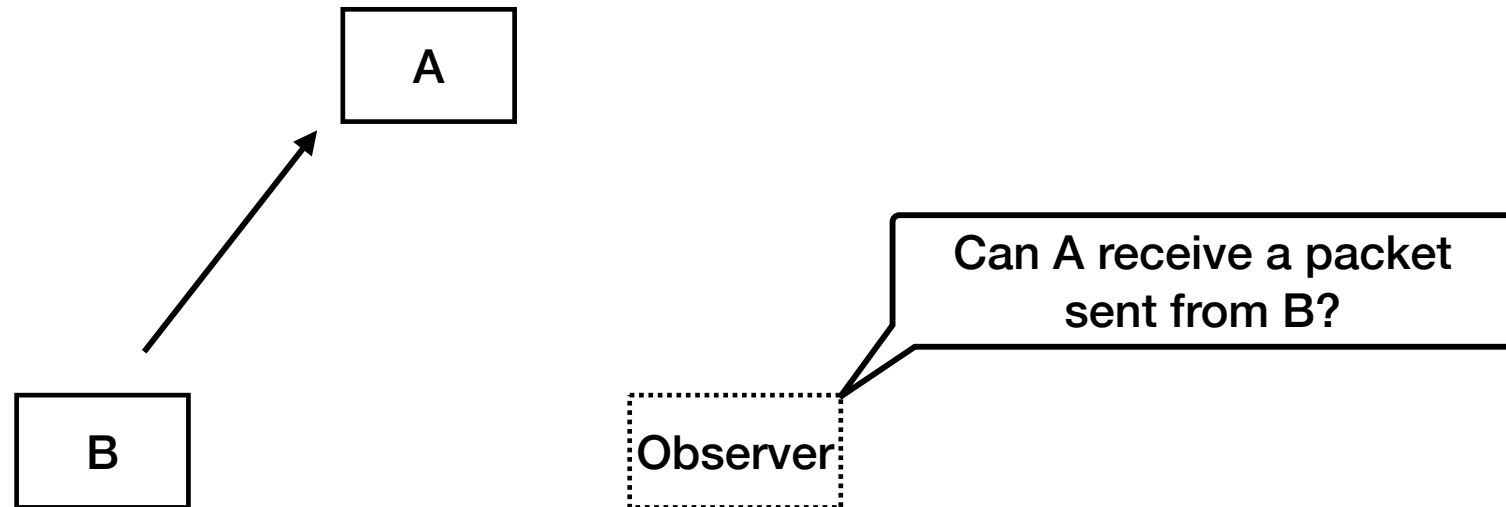 A
Can A receive a packet
sent from B?
B
Observer